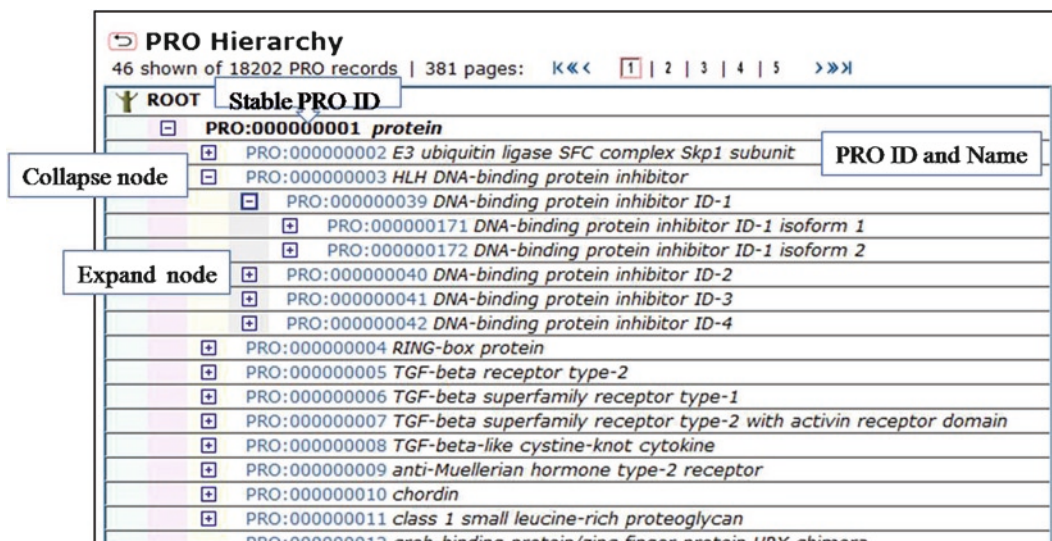 PRO Hierarchy
46 shown of 18202 PRO records | 381 pages: 1 | 2 | 3 | 4 | 5
ROOT
Stable PRO ID
PRO:000000001 protein
PRO:000000002 E3 ubiquitin ligase SFC complex Skp1 subunit
PRO ID and Name
Collapse node
PRO:000000003 HLH DNA-binding protein inhibitor
PRO:000000039 DNA-binding protein inhibitor ID-1
PRO:000000171 DNA-binding protein inhibitor ID-1 isoform 1
PRO:000000172 DNA-binding protein inhibitor ID-1 isoform 2
Expand node
PRO:000000040 DNA-binding protein inhibitor ID-2
PRO:000000041 DNA-binding protein inhibitor ID-3
PRO:000000042 DNA-binding protein inhibitor ID-4
PRO:000000004 RING-box protein
PRO:000000005 TGF-beta receptor type-2
PRO:000000006 TGF-beta superfamily receptor type-1
PRO:000000007 TGF-beta superfamily receptor type-2 with activin receptor domain
PRO:000000008 TGF-beta-like cystine-knot cytokine
PRO:000000009 anti-Muellerian hormone type-2 receptor
PRO:000000010 chordin
PRO:000000011 class 1 small leucine-rich proteoglycan